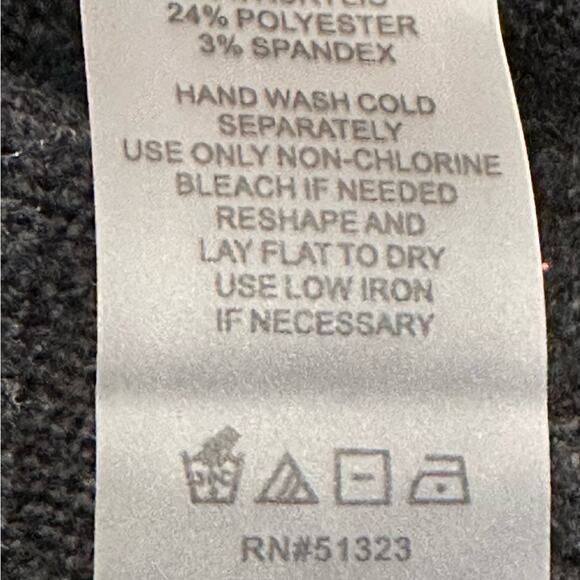 24% POLYESTER
3% SPANDEX
HAND WASH COLD
SEPARATELY
USE ONLY NON-CHLORINE
BLEACH IF NEEDED
RESHAPE AND
LAY FLAT TO DRY
USE LOW IRON
IF NECESSARY
RN#51323